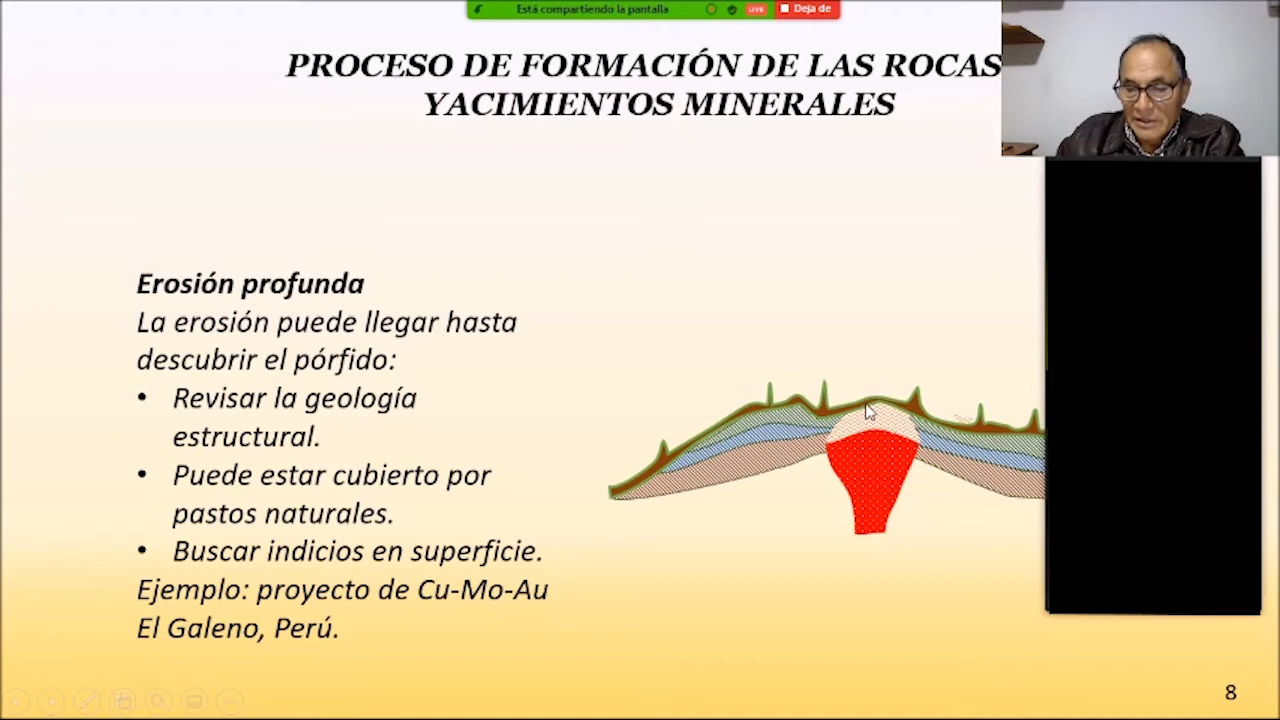 Está compartiendo la pantalla
LIVE
Deja de
PROCESO DE FORMACIÓN DE LAS ROCAS
YACIMIENTOS MINERALES
Erosión profunda
La erosión puede llegar hasta
descubrir el pórfido:
• Revisar la geología
estructural.
• Puede estar cubierto por
pastos naturales.
• Buscar indicios en superficie.
Ejemplo: proyecto de Cu-Mo-Au
El Galeno, Perú.
8